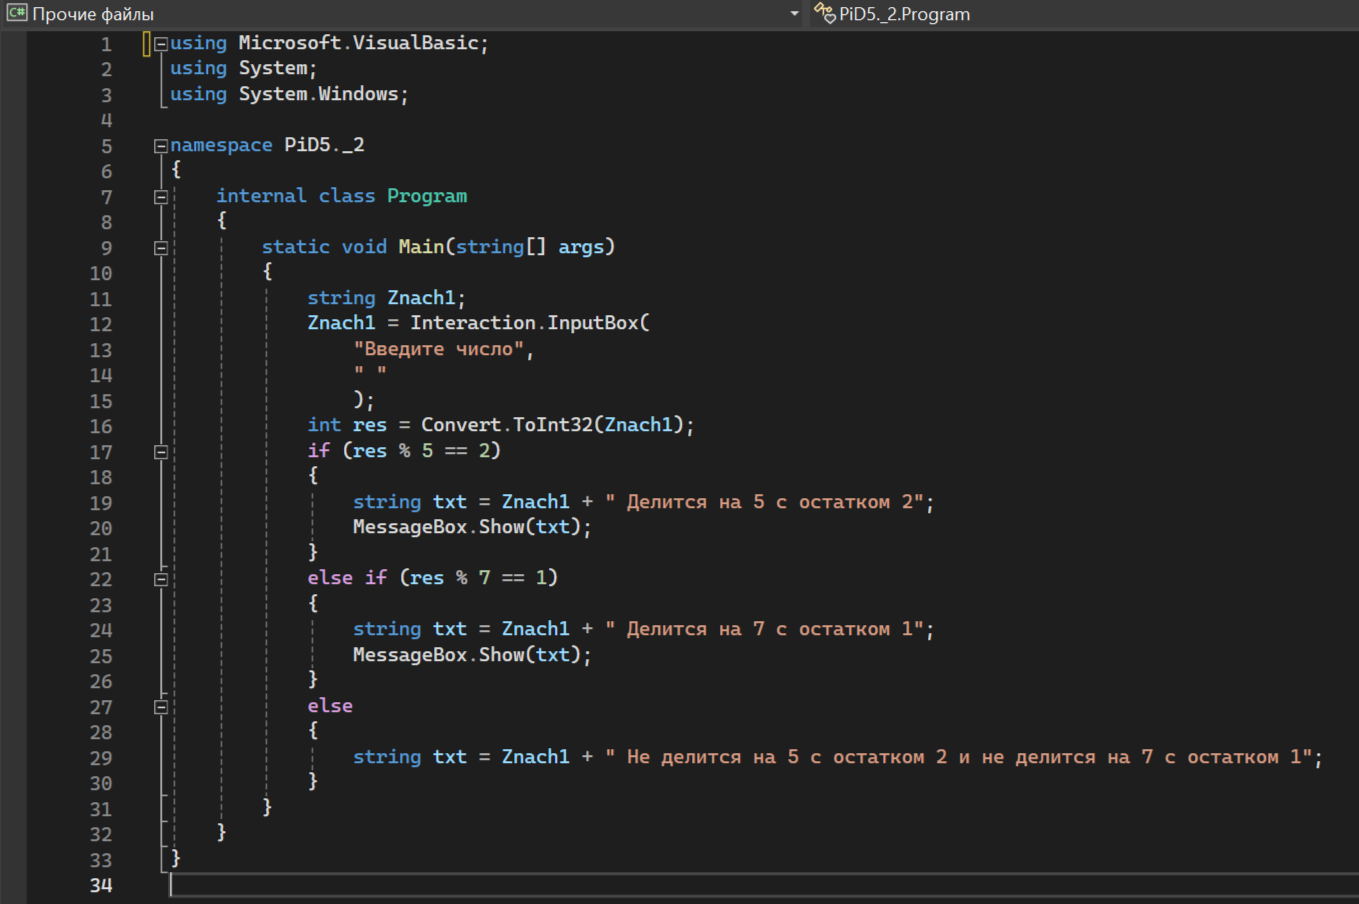 C# Прочие файлы PiD5._2.Program
1 using Microsoft.VisualBasic;
2 using System;
3 using System.Windows;
4
5 namespace PiD5._2
6 {
7 internal class Program
8 {
9 static void Main(string[] args)
10 {
11 string Znach1;
12 Znach1 = Interaction.InputBox(
13 "Введите число",
14 " "
15 );
16 int res = Convert.ToInt32(Znach1);
17 if (res % 5 == 2)
18 {
19 string txt = Znach1 + " Делится на 5 с остатком 2";
20 MessageBox.Show(txt);
21 }
22 else if (res % 7 == 1)
23 {
24 string txt = Znach1 + " Делится на 7 с остатком 1";
25 MessageBox.Show(txt);
26 }
27 else
28 {
29 string txt = Znach1 + " Не делится на 5 с остатком 2 и не делится на 7 с остатком 1";
30 }
31 }
32 }
33 }
34